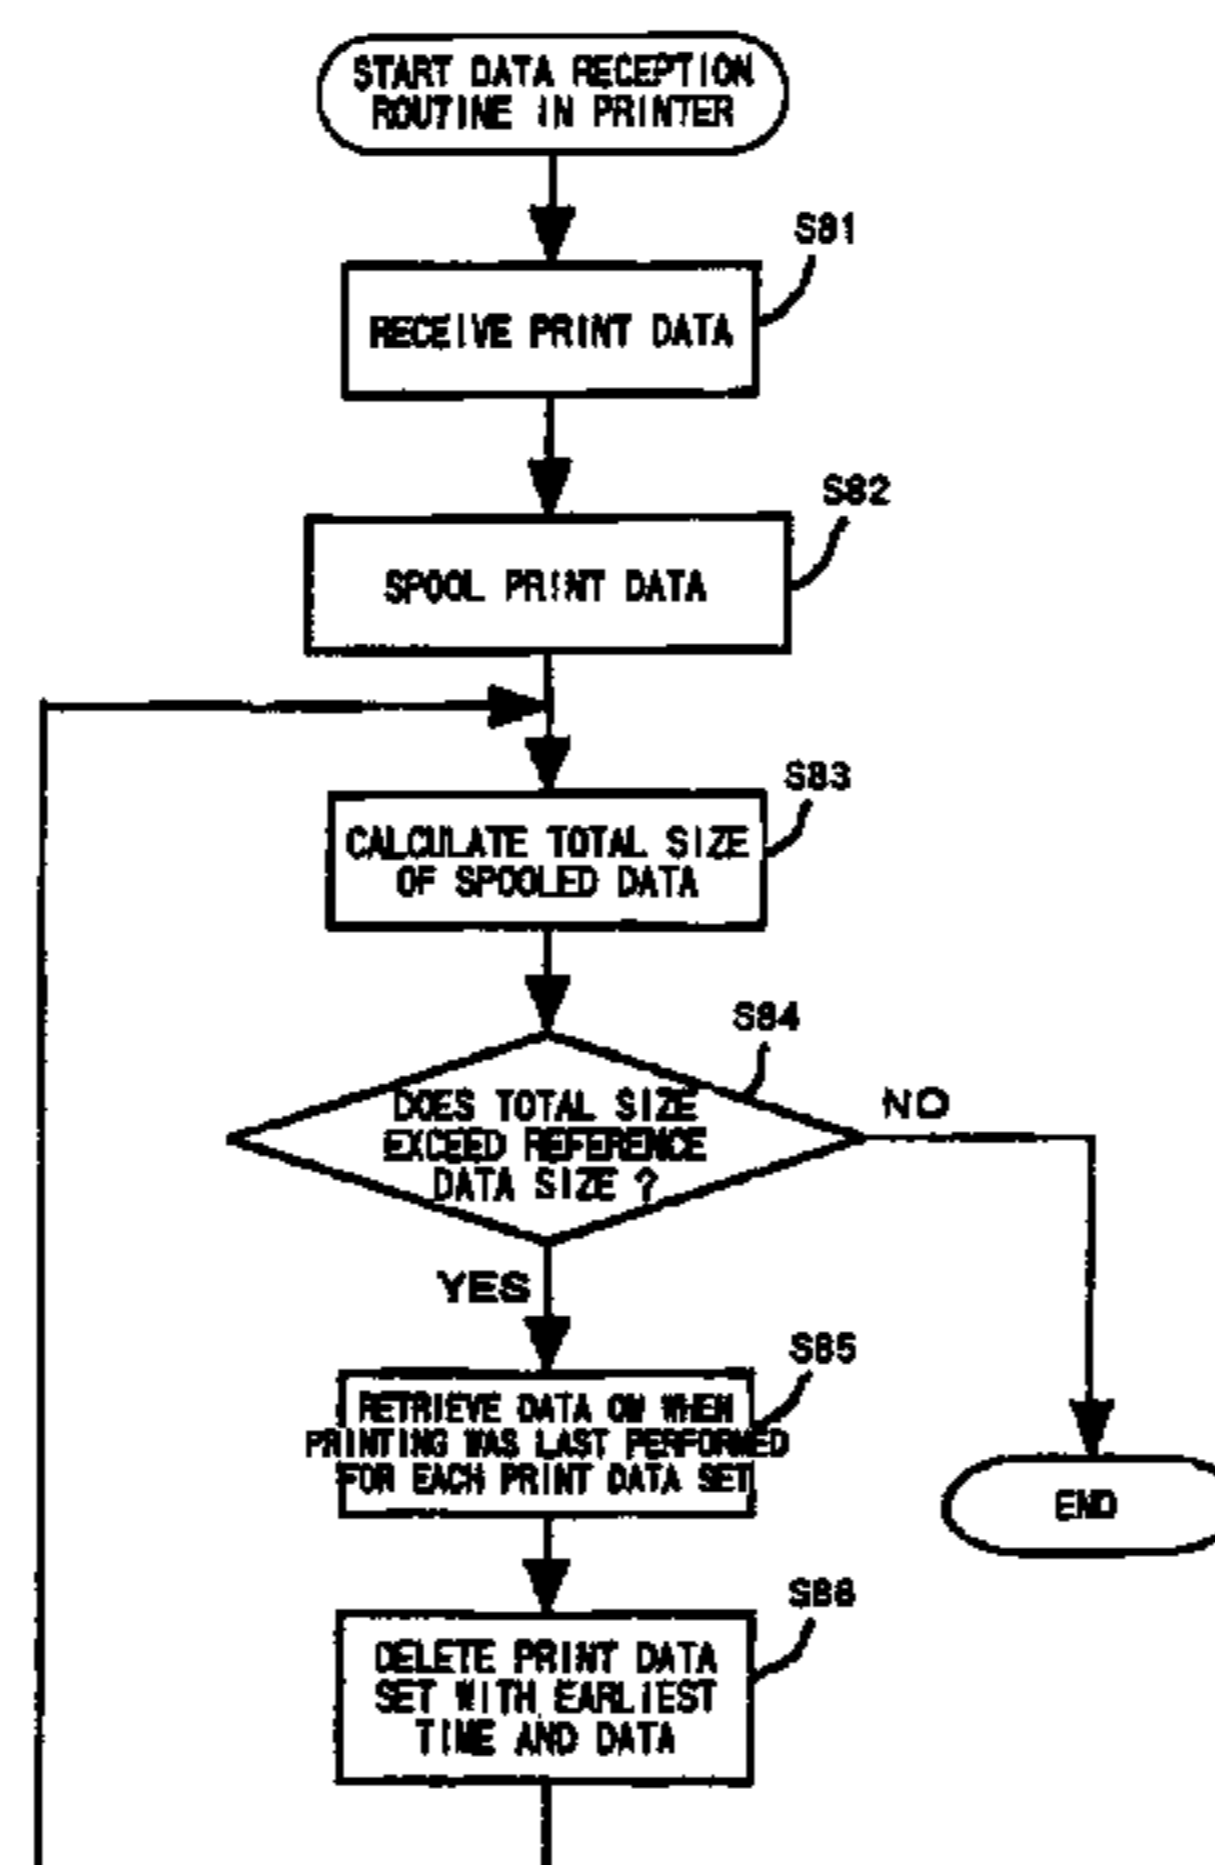 START DATA RECEPTION
ROUTINE IN PRINTER
S81
RECEIVE PRINT DATA
S82
SPOOL PRINT DATA
S83
CALCULATE TOTAL SIZE
OF SPOOLED DATA
S84
DOES TOTAL SIZE
EXCEED REFERENCE
DATA SIZE ?
NO
YES
S85
RETRIEVE DATA ON WHEN
PRINTING WAS LAST PERFORMED
FOR EACH PRINT DATA SET
END
S86
DELETE PRINT DATA
SET WITH EARLIEST
TIME AND DATA